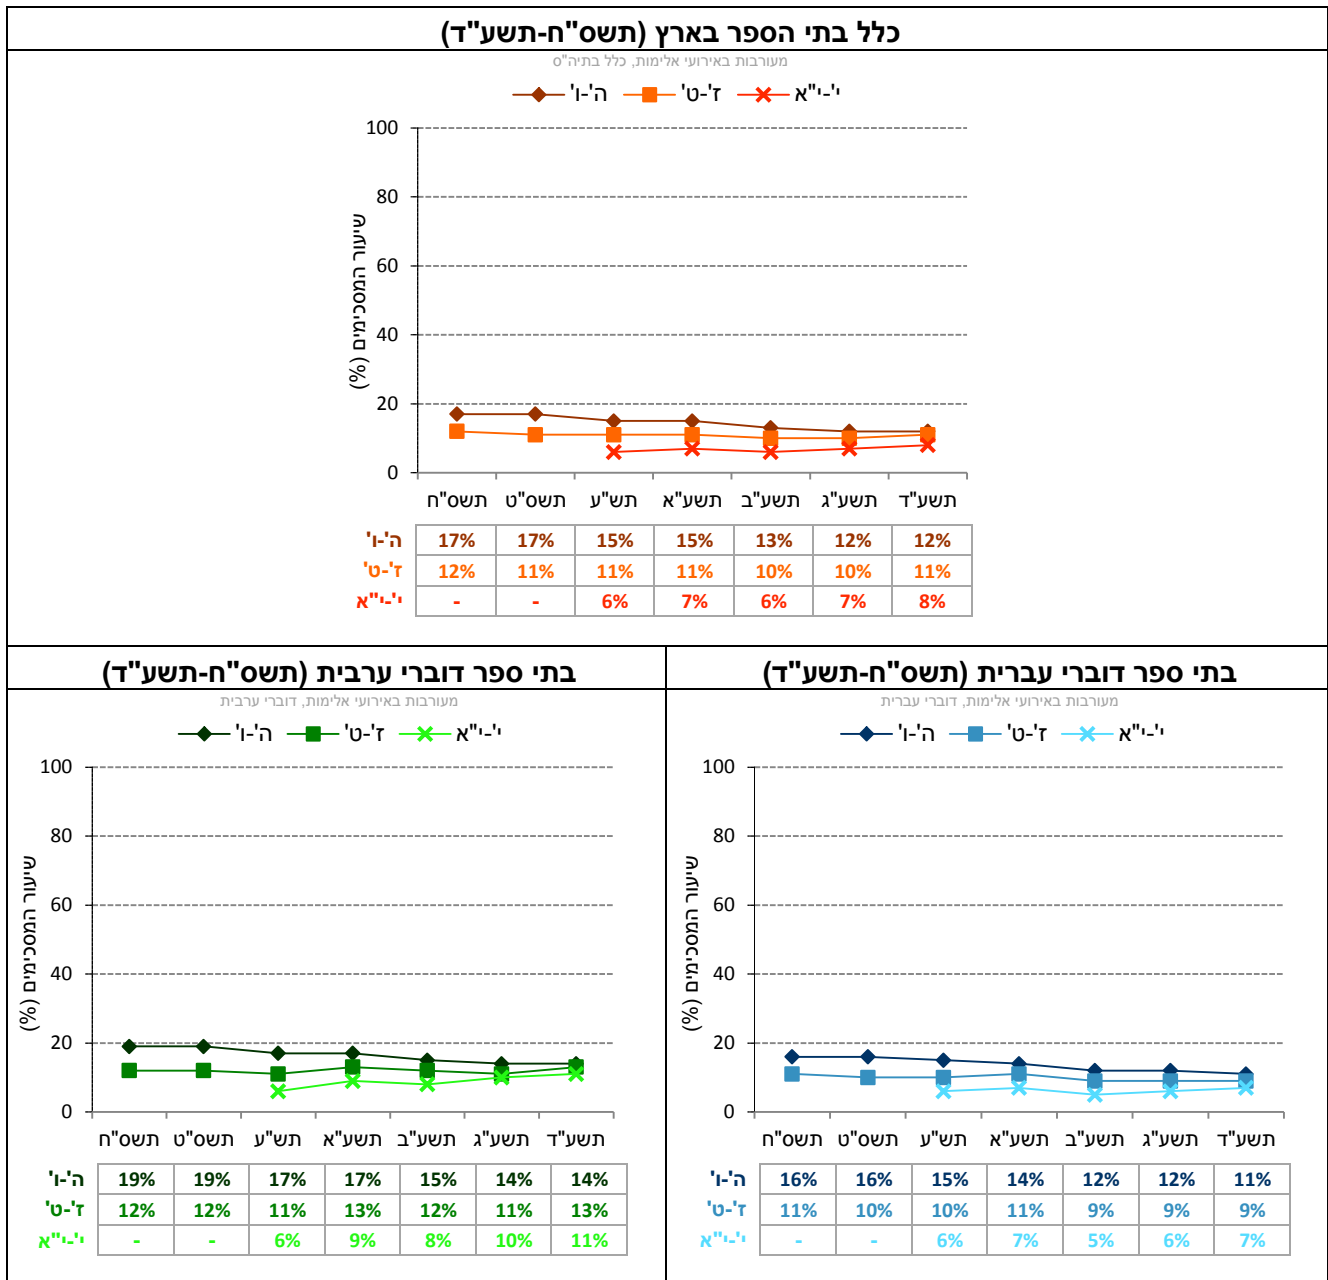 כלל בתי הספר בארץ (תשס"ח-תשע"ד)
מעורבות באירועי אלימות, כלל בתיה"ס
ה'-ו' ז'-ט' י'-י"א
שיעור המסכימים (%)
100
80
60
40
20
0
תשס"ח תשס"ט תש"ע תשע"א תשע"ב תשע"ג תשע"ד
ה'-ו' 17% 17% 15% 15% 13% 12% 12%
ז'-ט' 12% 11% 11% 11% 10% 10% 11%
י'-י"א - - 6% 7% 6% 7% 8%
בתי ספר דוברי עברית (תשס"ח-תשע"ד)
מעורבות באירועי אלימות, דוברי עברית
ה'-ו' ז'-ט' י'-י"א
שיעור המסכימים (%)
100
80
60
40
20
0
תשס"ח תשס"ט תש"ע תשע"א תשע"ב תשע"ג תשע"ד
ה'-ו' 16% 16% 15% 14% 12% 12% 11%
ז'-ט' 11% 10% 10% 11% 9% 9% 9%
י'-י"א - - 6% 7% 5% 6% 7%
בתי ספר דוברי ערבית (תשס"ח-תשע"ד)
מעורבות באירועי אלימות, דוברי ערבית
ה'-ו' ז'-ט' י'-י"א
שיעור המסכימים (%)
100
80
60
40
20
0
תשס"ח תשס"ט תש"ע תשע"א תשע"ב תשע"ג תשע"ד
ה'-ו' 19% 19% 17% 17% 15% 14% 14%
ז'-ט' 12% 12% 11% 13% 12% 11% 13%
י'-י"א - - 6% 9% 8% 10% 11%